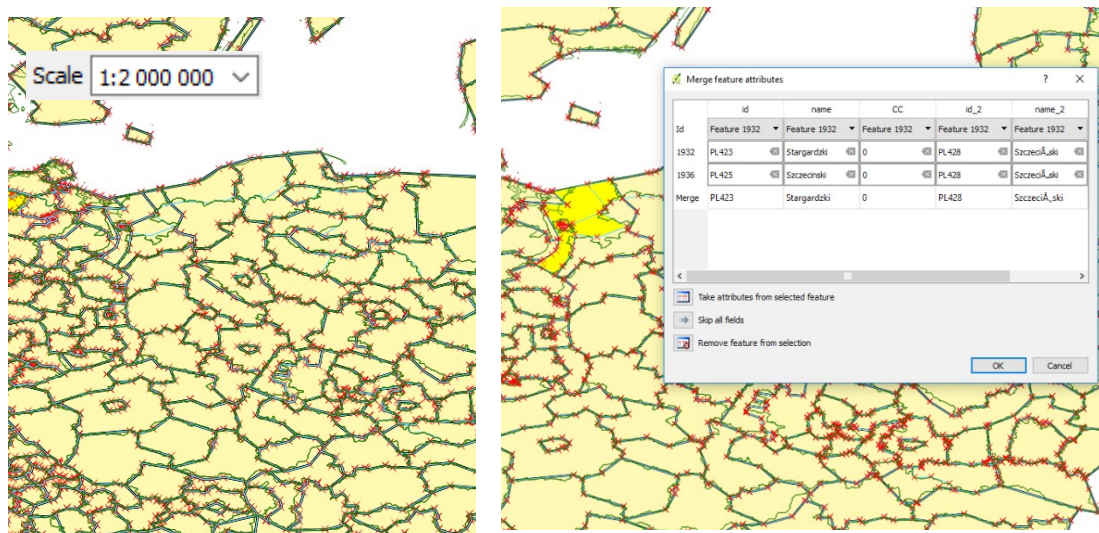 Scale 1:2 000 000
Merge feature attributes ? ×
id name CC id_2 name_2
Id Feature 1932 Feature 1932 Feature 1932 Feature 1932 Feature 1932
1932 PL423 Stargardzki 0 PL428 SzczeciÅ„ski
1936 PL425 Szczecinski 0 PL428 SzczeciÅ„ski
Merge PL423 Stargardzki 0 PL428 SzczeciÅ„ski
Take attributes from selected feature
Skip all fields
Remove feature from selection
OK Cancel